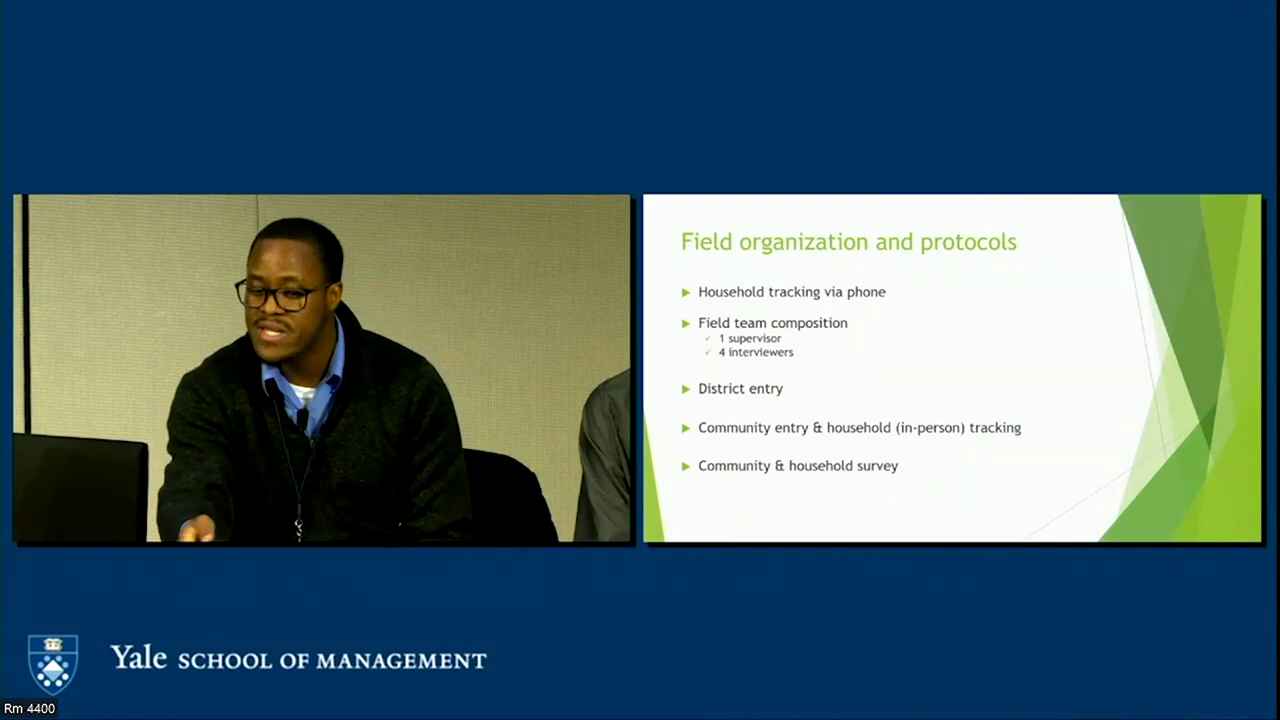 Field organization and protocols
Household tracking via phone
Field team composition
1 supervisor
4 interviewers
District entry
Community entry & household (in-person) tracking
Community & household survey
Yale SCHOOL OF MANAGEMENT
Rm 4400